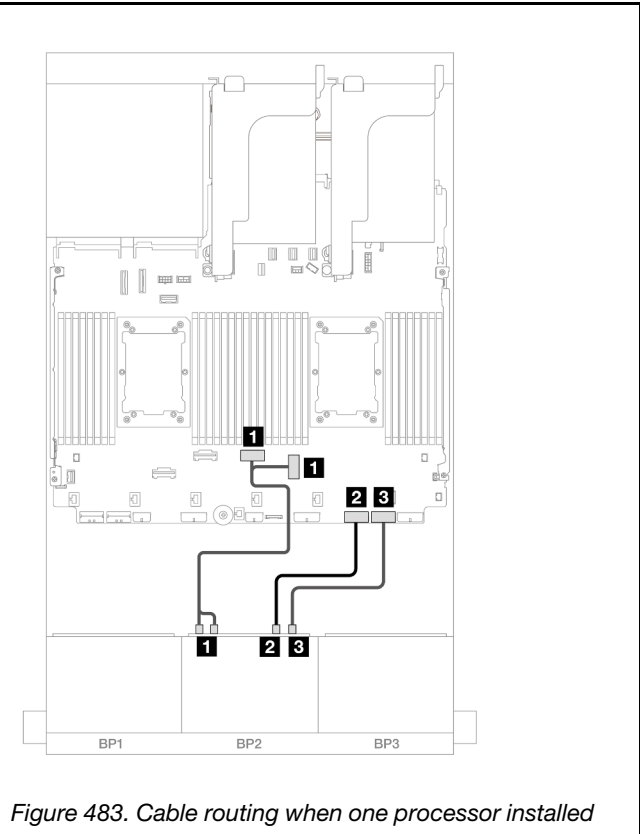 1
1
2 3
1 2 3
BP1 BP2 BP3
Figure 483. Cable routing when one processor installed